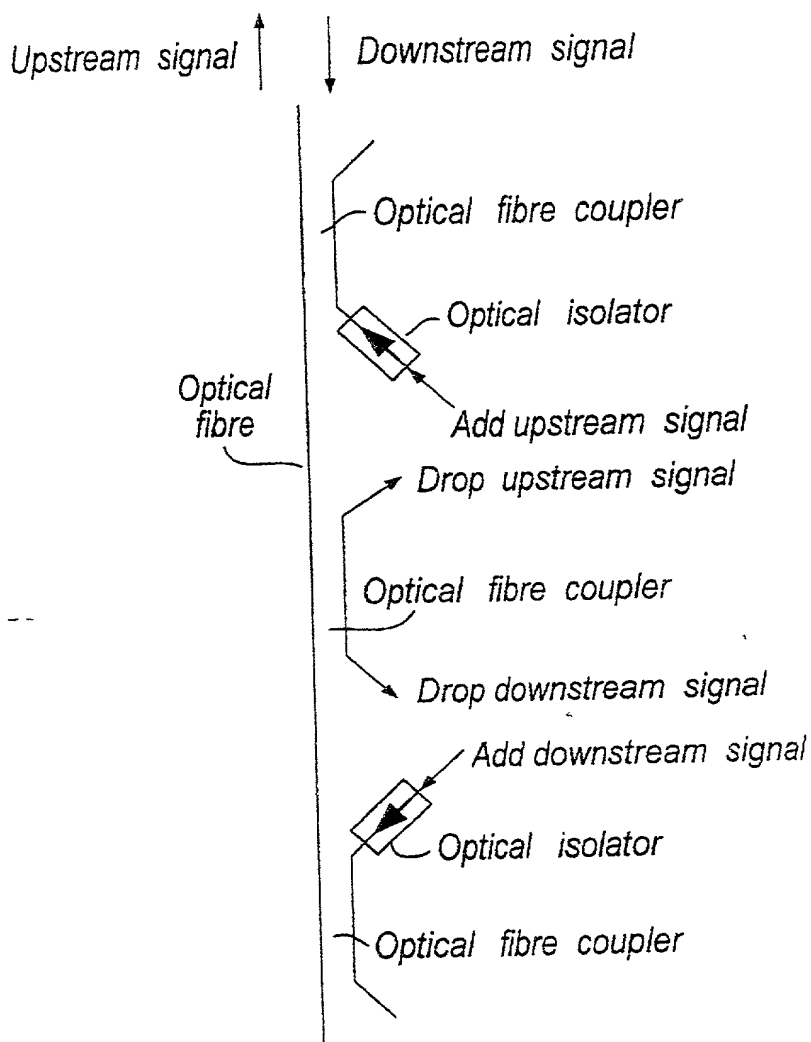 Upstream signal
Downstream signal
Optical fibre coupler
Optical isolator
Optical
fibre
Add upstream signal
Drop upstream signal
Optical fibre coupler
Drop downstream signal
Add downstream signal
Optical isolator
Optical fibre coupler